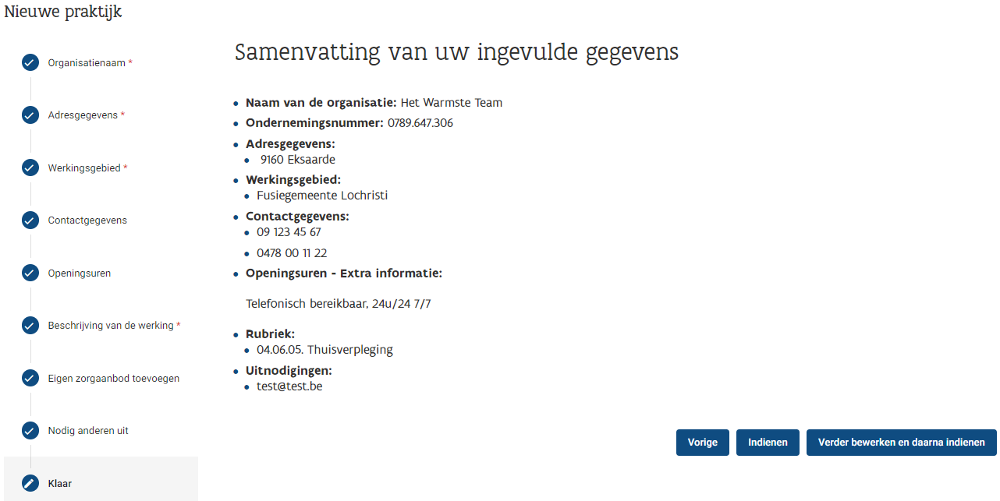 Nieuwe praktijk
Organisatienaam *
Adresgegevens *
Werkingsgebied *
Contactgegevens
Openingsuren
Beschrijving van de werking *
Eigen zorgaanbod toevoegen
Nodig anderen uit
Klaar
Samenvatting van uw ingevulde gegevens
Naam van de organisatie: Het Warmste Team
Ondernemingsnummer: 0789.647.306
Adresgegevens:
9160 Eksaarde
Werkingsgebied:
Fusiegemeente Lochristi
Contactgegevens:
09 123 45 67
0478 00 11 22
Openingsuren - Extra informatie:
Telefonisch bereikbaar, 24u/24 7/7
Rubriek:
04.06.05. Thuisverpleging
Uitnodigingen:
test@test.be
Vorige
Indienen
Verder bewerken en daarna indienen